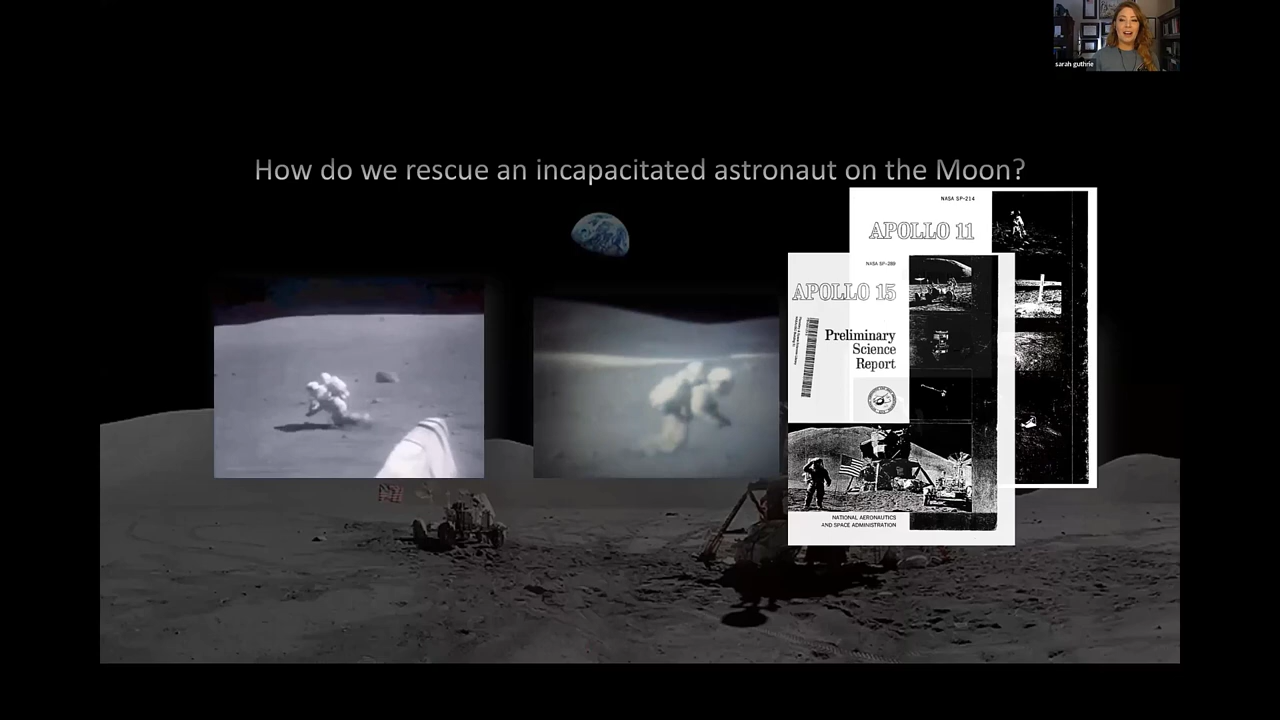 sarah guthrie
How do we rescue an incapacitated astronaut on the Moon?
NASA SP-214
APOLLO 11
NASA SP-289
APOLLO 15
Preliminary
Science
Report
NATIONAL AERONAUTICS
AND SPACE ADMINISTRATION